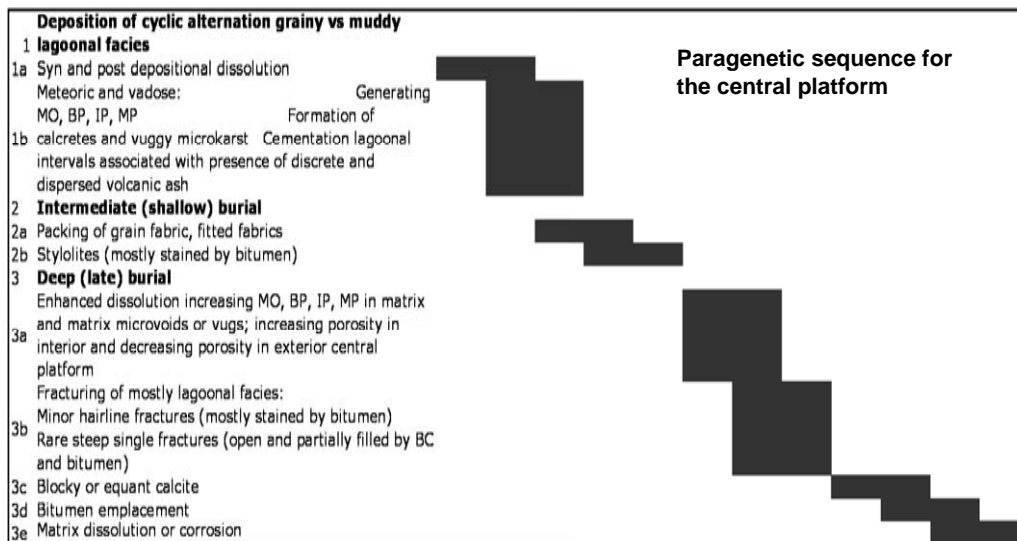 Deposition of cyclic alternation grainy vs muddy
1 lagoonal facies
1a Syn and post depositional dissolution
Meteoric and vadose: Generating
MO, BP, IP, MP Formation of
1b calcretes and vuggy microkarst Cementation lagoonal
intervals associated with presence of discrete and
dispersed volcanic ash
2 Intermediate (shallow) burial
2a Packing of grain fabric, fitted fabrics
2b Stylolites (mostly stained by bitumen)
3 Deep (late) burial
Enhanced dissolution increasing MO, BP, IP, MP in matrix
and matrix microvoids or vugs; increasing porosity in
3a interior and decreasing porosity in exterior central
platform
Fracturing of mostly lagoonal facies:
Minor hairline fractures (mostly stained by bitumen)
3b Rare steep single fractures (open and partially filled by BC
and bitumen)
3c Blocky or equant calcite
3d Bitumen emplacement
3e Matrix dissolution or corrosion
Paragenetic sequence for
the central platform